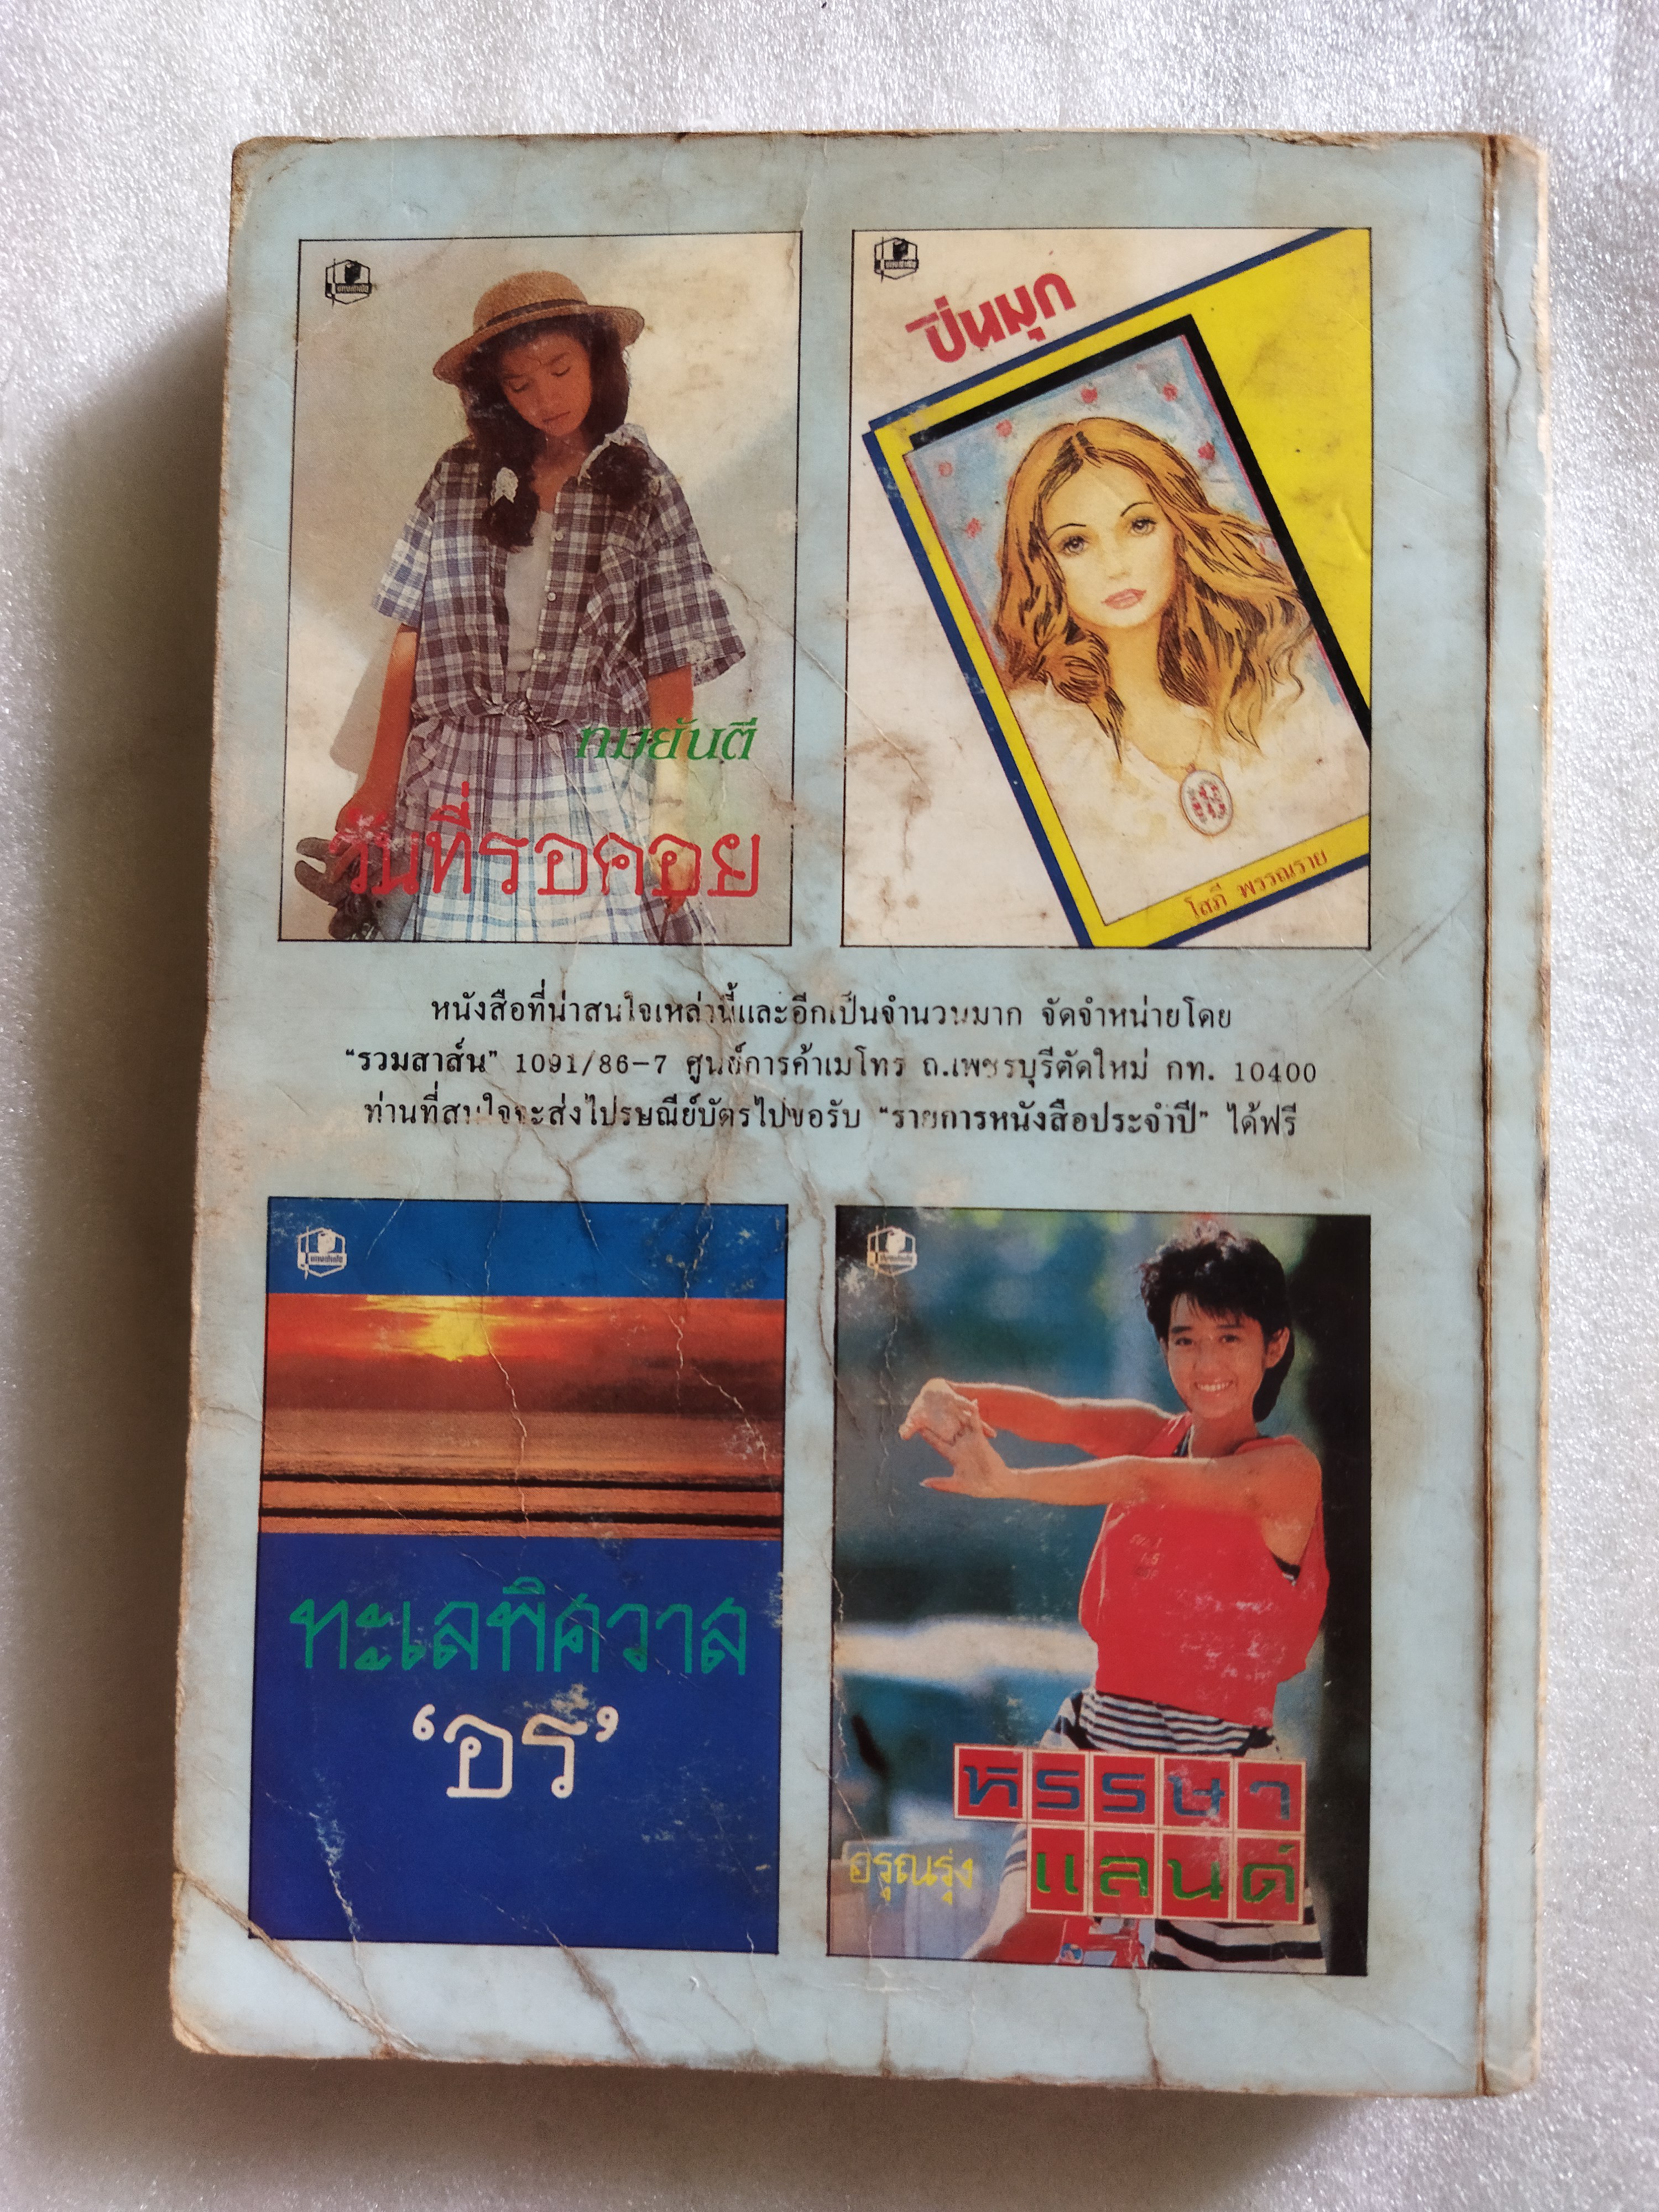 ทมยันตี
วันที่รอคอย
ปิ่นมุก
โสภี พรรณราย
หนังสือที่น่าสนใจเหล่านี้และอีกเป็นจำนวนมาก จัดจำหน่ายโดย
“รวมสาส์น” 1091/86-7 ศูนย์การค้าเมโทร ถ.เพชรบุรีตัดใหม่ กท. 10400
ท่านที่สนใจจะส่งไปรษณีย์บัตรไปขอรับ “รายการหนังสือประจำปี” ได้ฟรี
ทะเลพิศวาส
‘อร’
หรรษา
แลนด์
อรุณรุ่ง